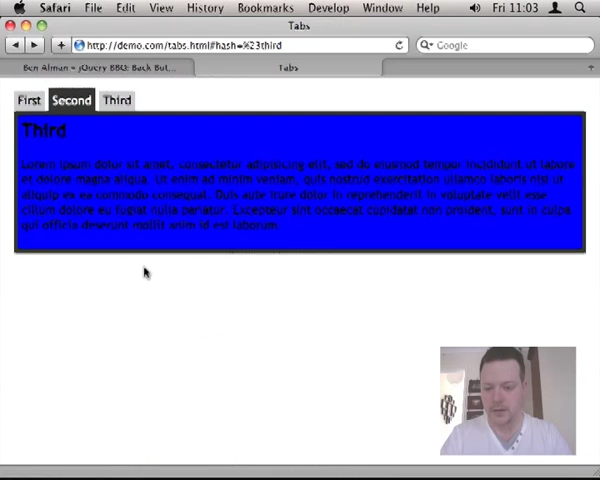 Safari File Edit View History Bookmarks Develop Window Help Fri 11:03
Tabs
http://demo.com/tabs.html#hash=%23third
Google
Ben Alman » jQuery BBQ: Back But...
Tabs
First Second Third
Third
Lorem ipsum dolor sit amet, consectetur adipisicing elit, sed do eiusmod tempor incididunt ut labore
et dolore magna aliqua. Ut enim ad minim veniam, quis nostrud exercitation ullamco laboris nisi ut
aliquip ex ea commodo consequat. Duis aute irure dolor in reprehenderit in voluptate velit esse
cillum dolore eu fugiat nulla pariatur. Excepteur sint occaecat cupidatat non proident, sunt in culpa
qui officia deserunt mollit anim id est laborum.